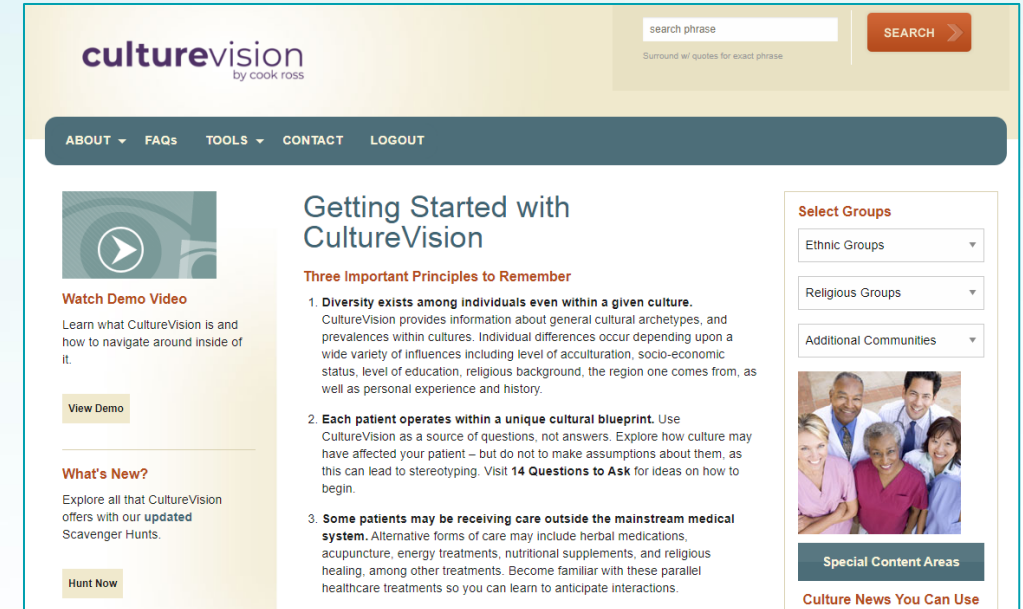 culturevision
by cook ross
search phrase
Surround w/ quotes for exact phrase
SEARCH
ABOUT FAQs TOOLS CONTACT LOGOUT
Watch Demo Video
Learn what CultureVision is and
how to navigate around inside of
it.
View Demo
What's New?
Explore all that CultureVision
offers with our updated
Scavenger Hunts.
Hunt Now
Getting Started with
CultureVision
Three Important Principles to Remember
1. Diversity exists among individuals even within a given culture.
CultureVision provides information about general cultural archetypes, and
prevalences within cultures. Individual differences occur depending upon a
wide variety of influences including level of acculturation, socio-economic
status, level of education, religious background, the region one comes from, as
well as personal experience and history.
2. Each patient operates within a unique cultural blueprint. Use
CultureVision as a source of questions, not answers. Explore how culture may
have affected your patient – but do not to make assumptions about them, as
this can lead to stereotyping. Visit 14 Questions to Ask for ideas on how to
begin.
3. Some patients may be receiving care outside the mainstream medical
system. Alternative forms of care may include herbal medications,
acupuncture, energy treatments, nutritional supplements, and religious
healing, among other treatments. Become familiar with these parallel
healthcare treatments so you can learn to anticipate interactions.
Select Groups
Ethnic Groups
Religious Groups
Additional Communities
Special Content Areas
Culture News You Can Use